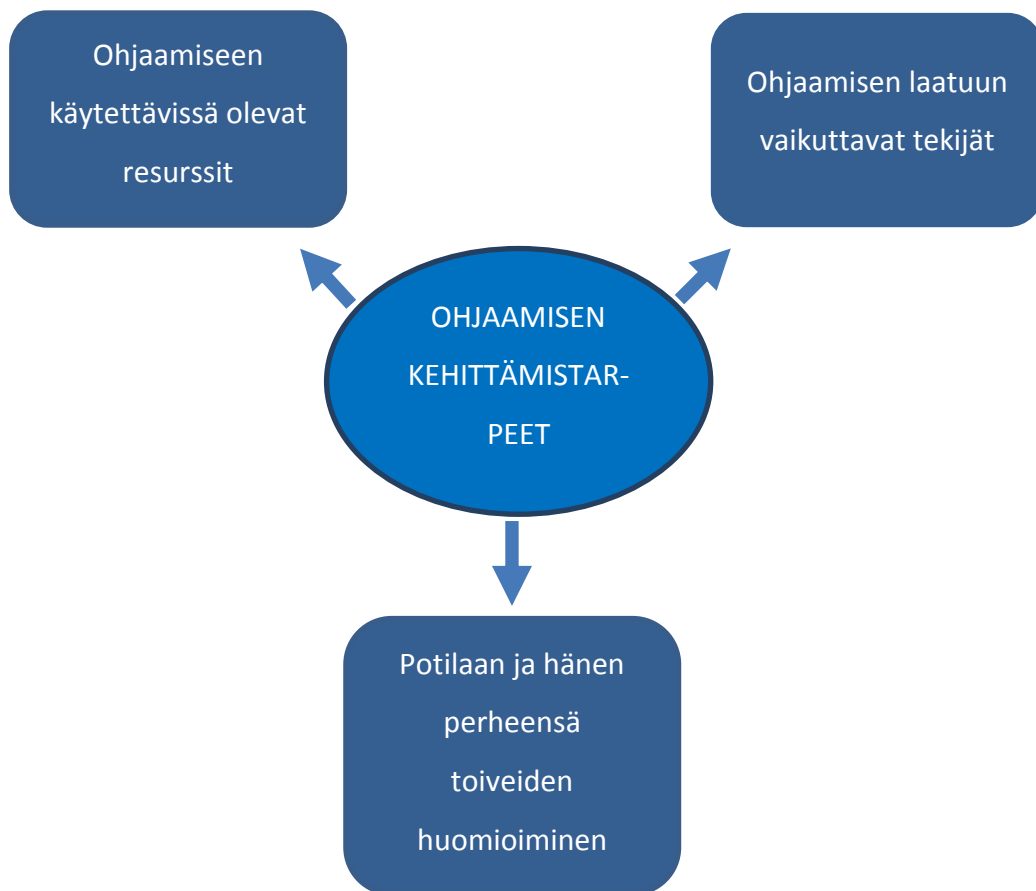 Ohjaamiseen
käytettävissä olevat
resurssit
Ohjaamisen laatuun
vaikuttavat tekijät
OHJAAMISEN
KEHITTÄMISTAR-
PEET
Potilaan ja hänen
perheensä
toiveiden
huomioiminen